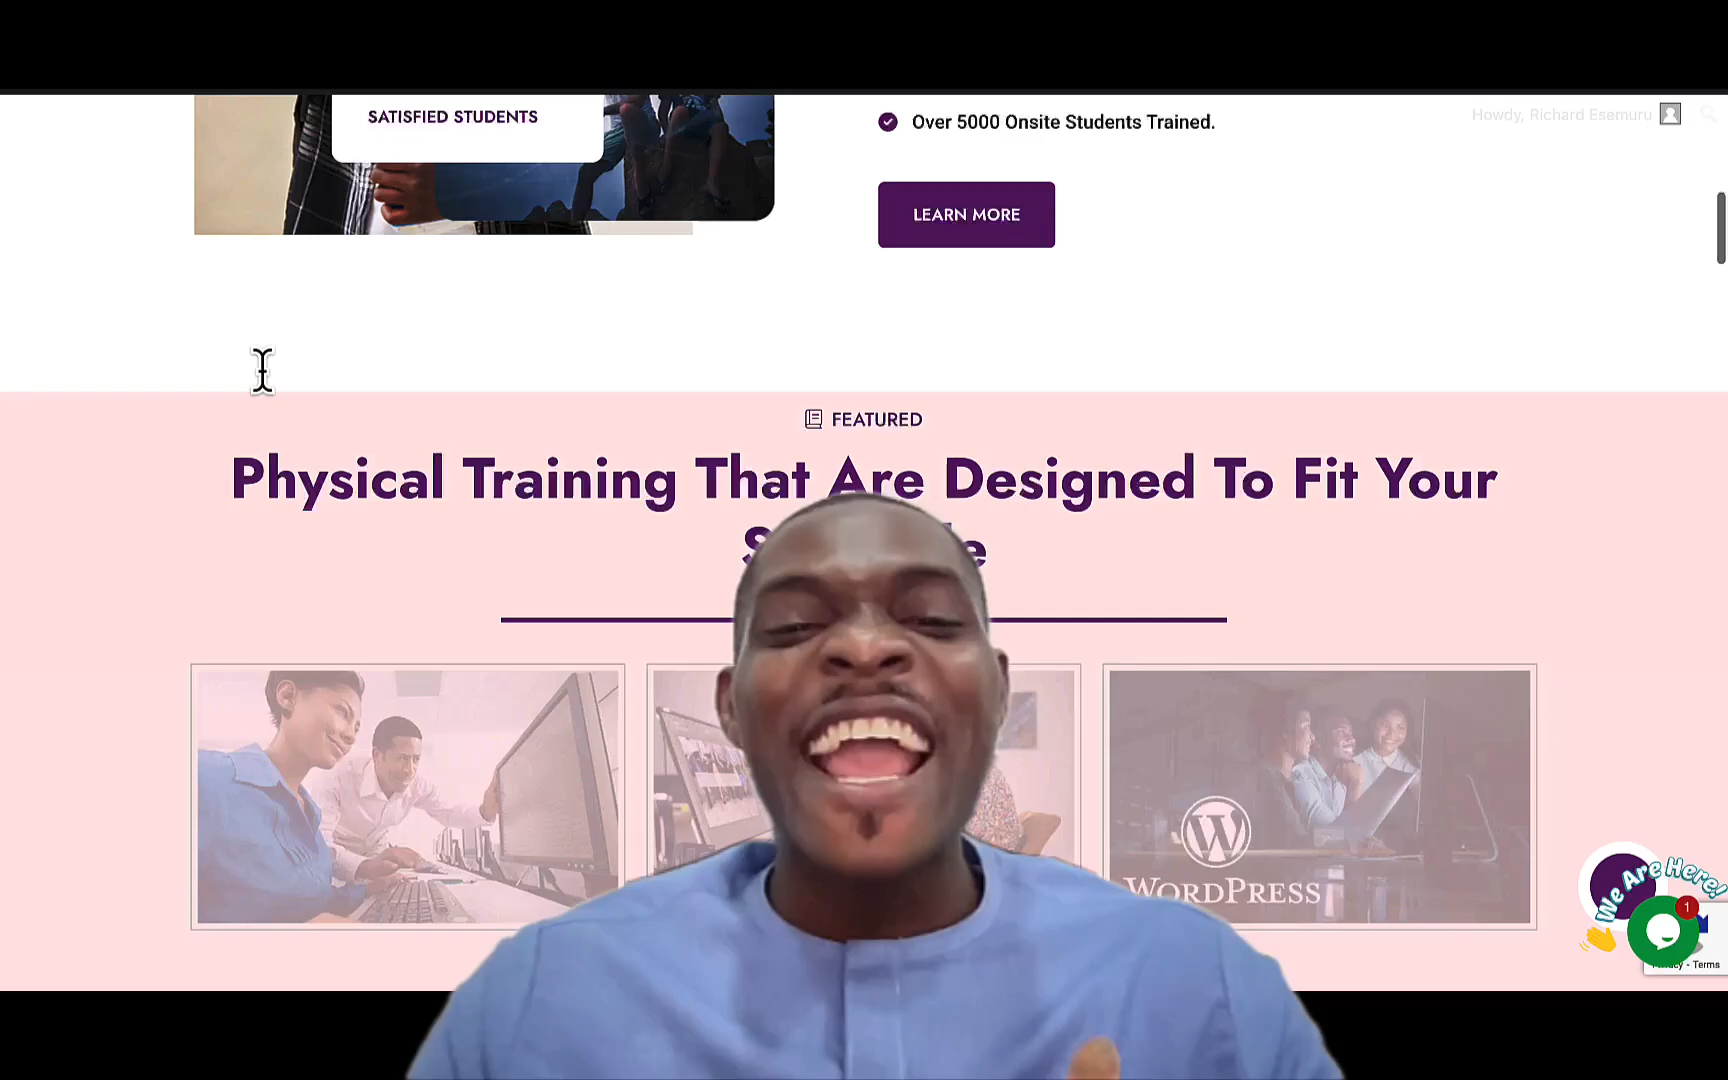 SATISFIED STUDENTS
Over 5000 Onsite Students Trained.
Howdy, Richard Esemuru
LEARN MORE
FEATURED
Physical Training That Are Designed To Fit Your
WORDPRESS
We Are Here!
1
- Terms